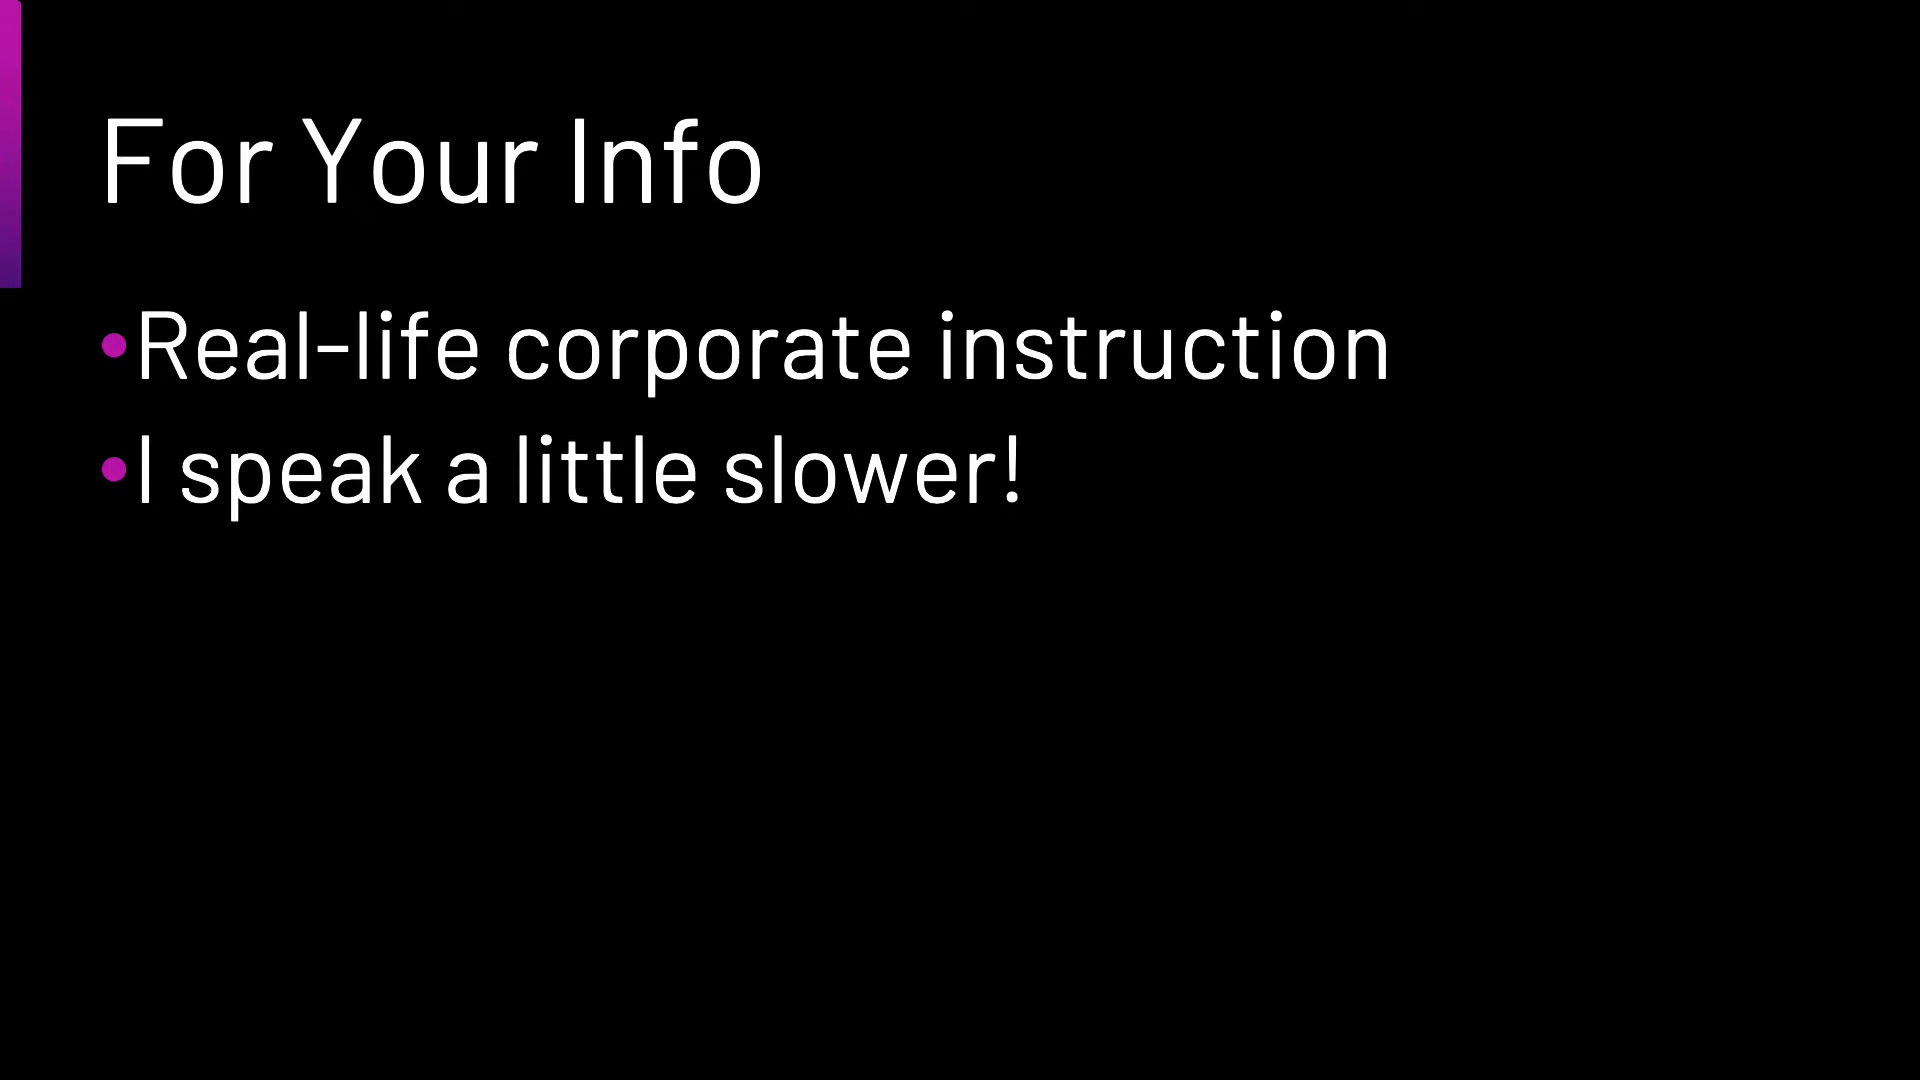 For Your Info
•Real-life corporate instruction
•I speak a little slower!